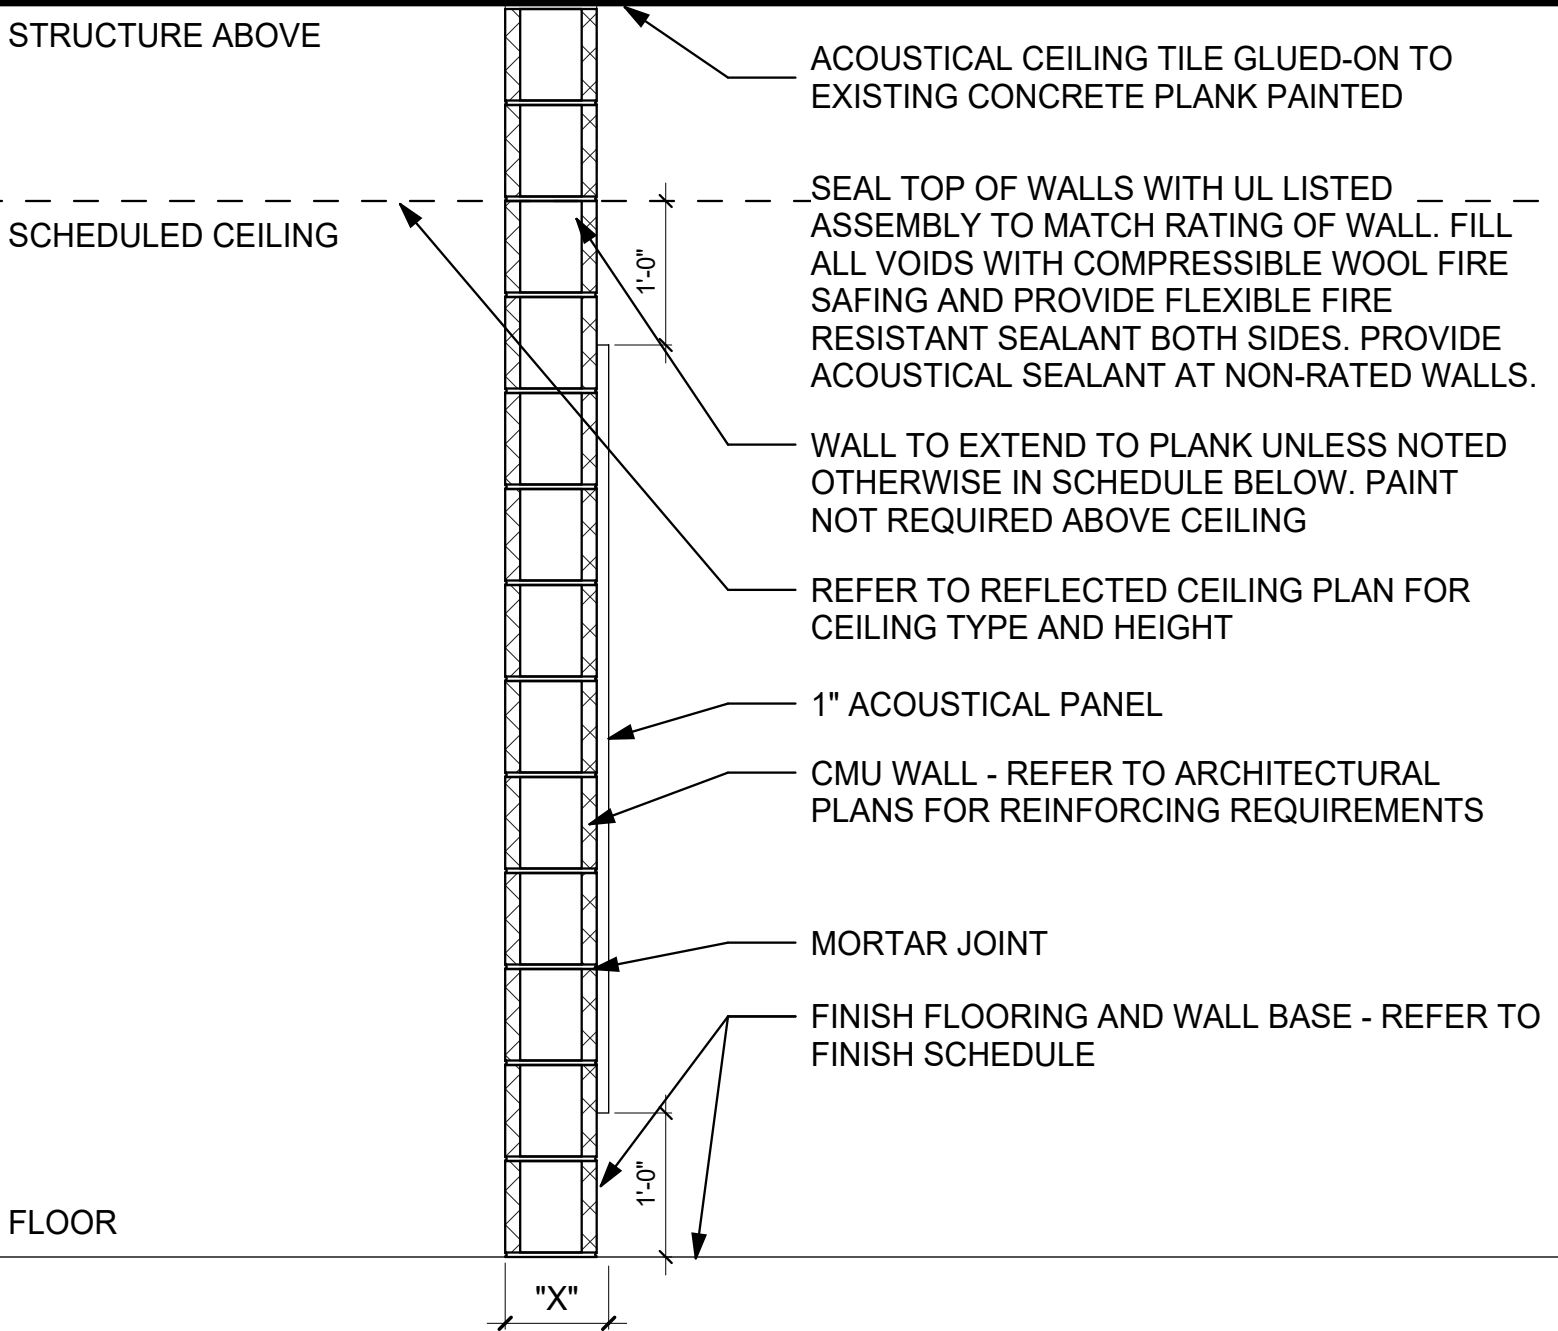 STRUCTURE ABOVE
ACOUSTICAL CEILING TILE GLUED-ON TO
EXISTING CONCRETE PLANK PAINTED
SEAL TOP OF WALLS WITH UL LISTED
ASSEMBLY TO MATCH RATING OF WALL. FILL
ALL VOIDS WITH COMPRESSIBLE WOOL FIRE
SAFING AND PROVIDE FLEXIBLE FIRE
RESISTANT SEALANT BOTH SIDES. PROVIDE
ACOUSTICAL SEALANT AT NON-RATED WALLS.
SCHEDULED CEILING
1'-0"
WALL TO EXTEND TO PLANK UNLESS NOTED
OTHERWISE IN SCHEDULE BELOW. PAINT
NOT REQUIRED ABOVE CEILING
REFER TO REFLECTED CEILING PLAN FOR
CEILING TYPE AND HEIGHT
1" ACOUSTICAL PANEL
CMU WALL - REFER TO ARCHITECTURAL
PLANS FOR REINFORCING REQUIREMENTS
MORTAR JOINT
FINISH FLOORING AND WALL BASE - REFER TO
FINISH SCHEDULE
1'-0"
FLOOR
"X"